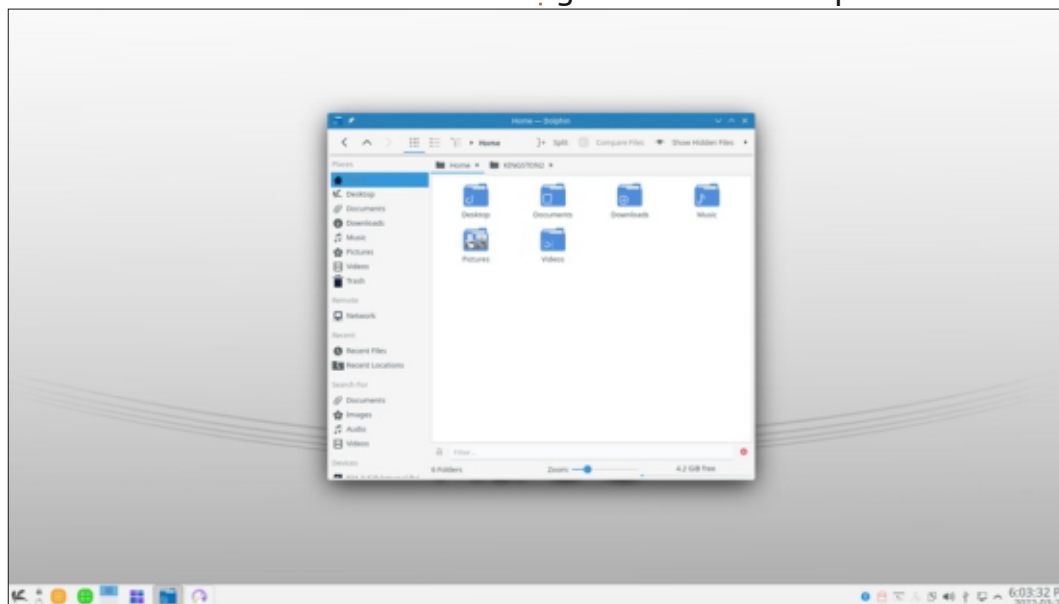 Home — Dolphin
Home
Split
Compare Files
Show Hidden Files
Places
Home
KINGSTON2
Desktop
Documents
Downloads
Music
Pictures
Videos
Trash
Remote
Network
Recent
Recent Files
Recent Locations
Search For
Documents
Images
Audio
Videos
Devices
Desktop
Documents
Downloads
Music
Pictures
Videos
Filter...
6 Folders
Zoom:
4.2 GiB free
6:03:32 P